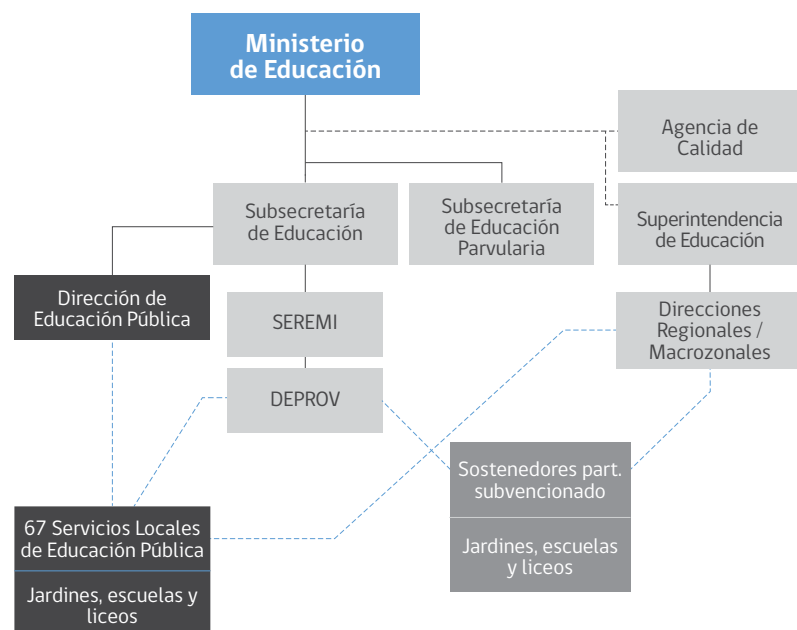 Ministerio
de Educación
Agencia de
Calidad
Subsecretaría
de Educación
Subsecretaría
de Educación
Parvularia
Superintendencia
de Educación
Dirección de
Educación Pública
SEREMI
Direcciones
Regionales /
Macrozonales
DEPROV
Sostenedores part.
subvencionado
Jardines, escuelas
y liceos
67 Servicios Locales
de Educación Pública
Jardines, escuelas y
liceos